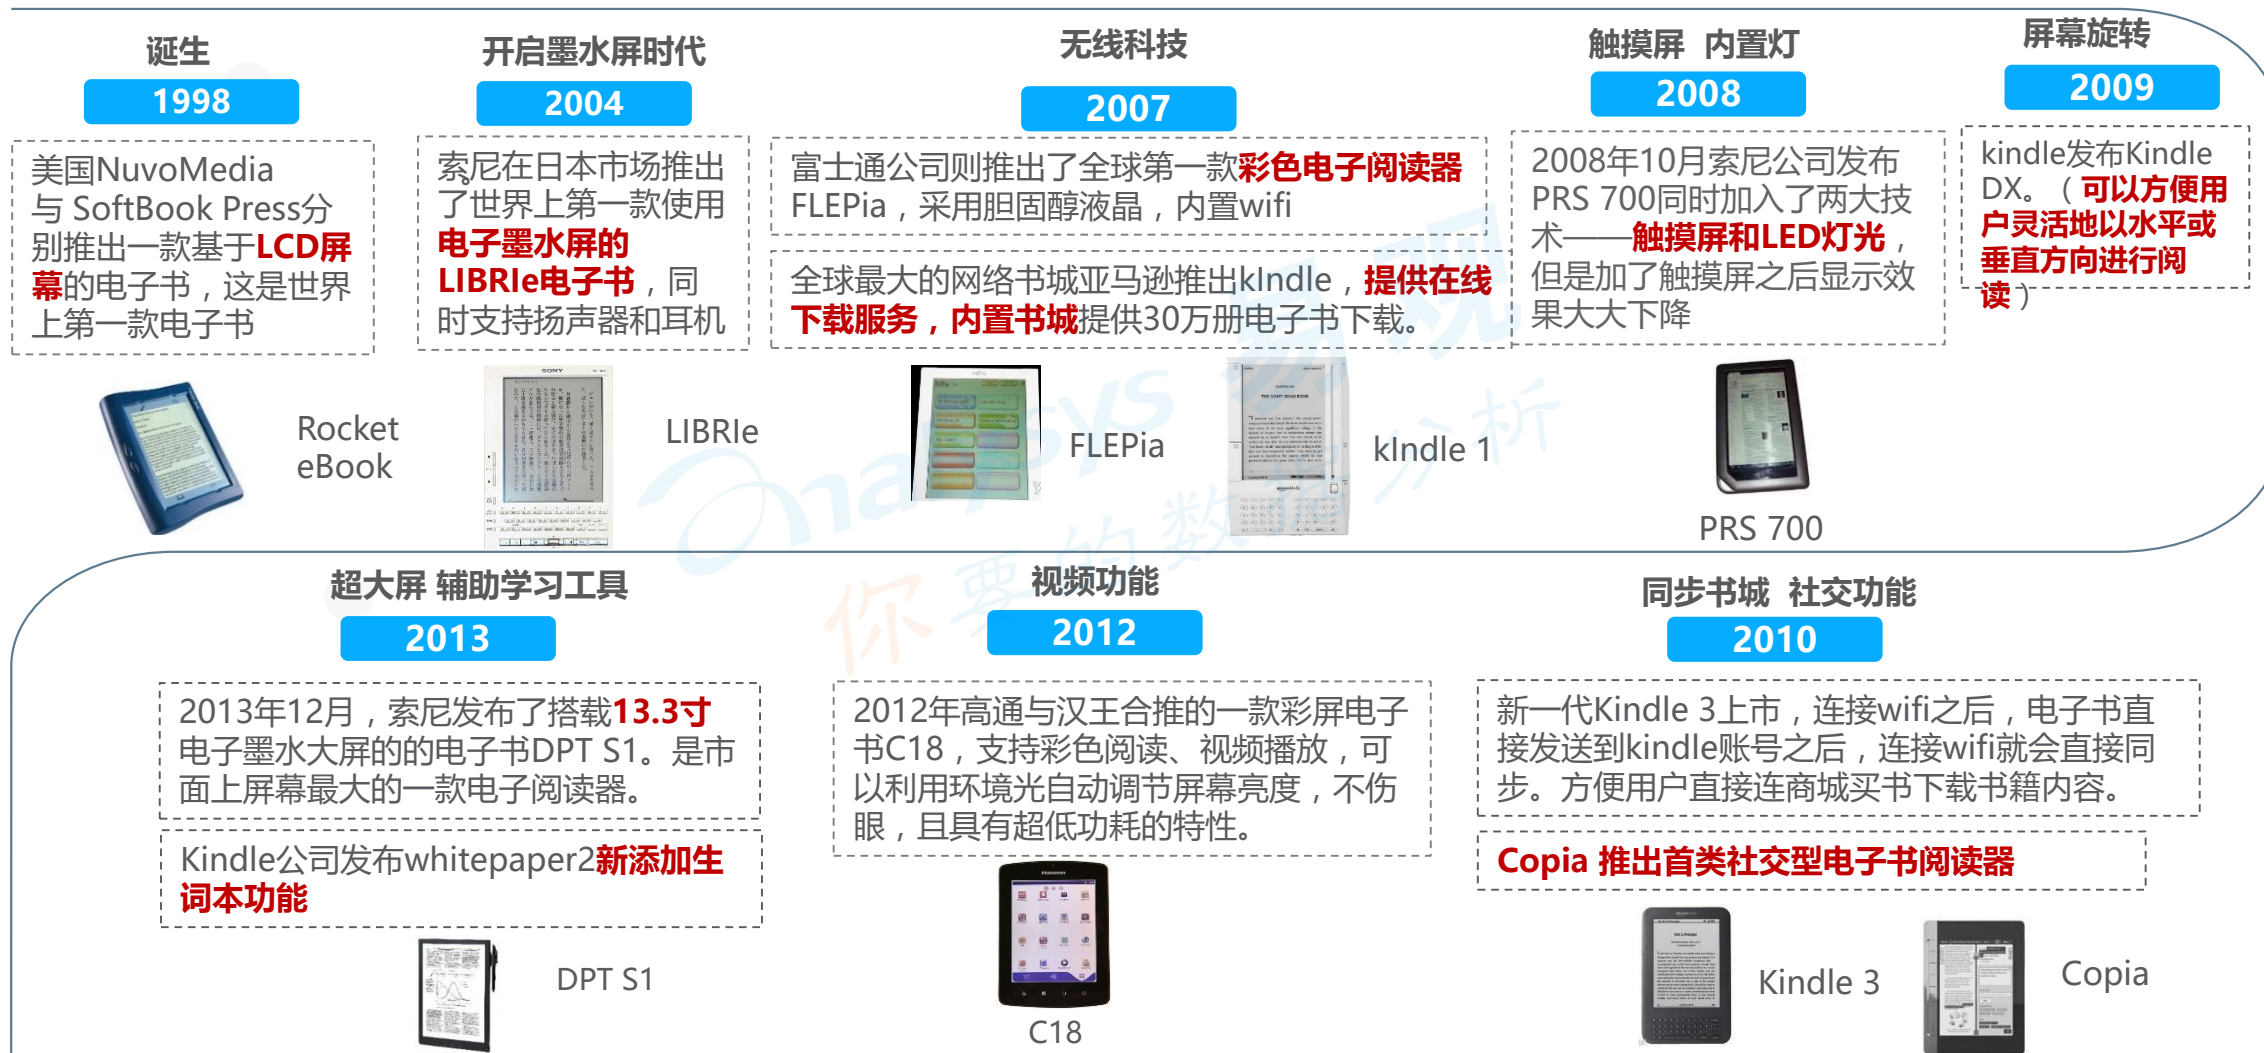 诞生
1998
美国NuvoMedia
与 SoftBook Press分
别推出一款基于LCD屏
幕的电子书，这是世界
上第一款电子书
Rocket
eBook
开启墨水屏时代
2004
索尼在日本市场推出
了世界上第一款使用
电子墨水屏的
LIBRIe电子书，同
时支持扬声器和耳机
SONY
LIBRIe
无线科技
2007
富士通公司则推出了全球第一款彩色电子阅读器
FLEPia，采用胆固醇液晶，内置wifi
全球最大的网络书城亚马逊推出kIndle，提供在线
下载服务，内置书城提供30万册电子书下载。
FLEPia
kIndle 1
触摸屏 内置灯
2008
2008年10月索尼公司发布
PRS 700同时加入了两大技
术——触摸屏和LED灯光，
但是加了触摸屏之后显示效
果大大下降
PRS 700
屏幕旋转
2009
kindle发布Kindle
DX。（可以方便用
户灵活地以水平或
垂直方向进行阅
读）
超大屏 辅助学习工具
2013
2013年12月，索尼发布了搭载13.3寸
电子墨水大屏的的电子书DPT S1。是市
面上屏幕最大的一款电子阅读器。
Kindle公司发布whitepaper2新添加生
词本功能
DPT S1
视频功能
2012
2012年高通与汉王合推的一款彩屏电子
书C18，支持彩色阅读、视频播放，可
以利用环境光自动调节屏幕亮度，不伤
眼，且具有超低功耗的特性。
C18
同步书城 社交功能
2010
新一代Kindle 3上市，连接wifi之后，电子书直
接发送到kindle账号之后，连接wifi就会直接同
步。方便用户直接连商城买书下载书籍内容。
Copia 推出首类社交型电子书阅读器
Kindle 3
Copia
analysys 易观
你要的数据分析